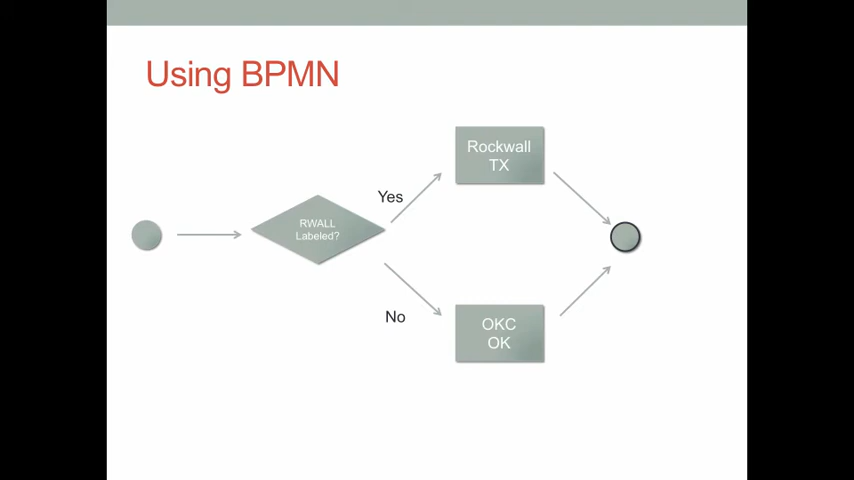 Using BPMN
Rockwall
TX
Yes
RWALL
Labeled?
No
OKC
OK